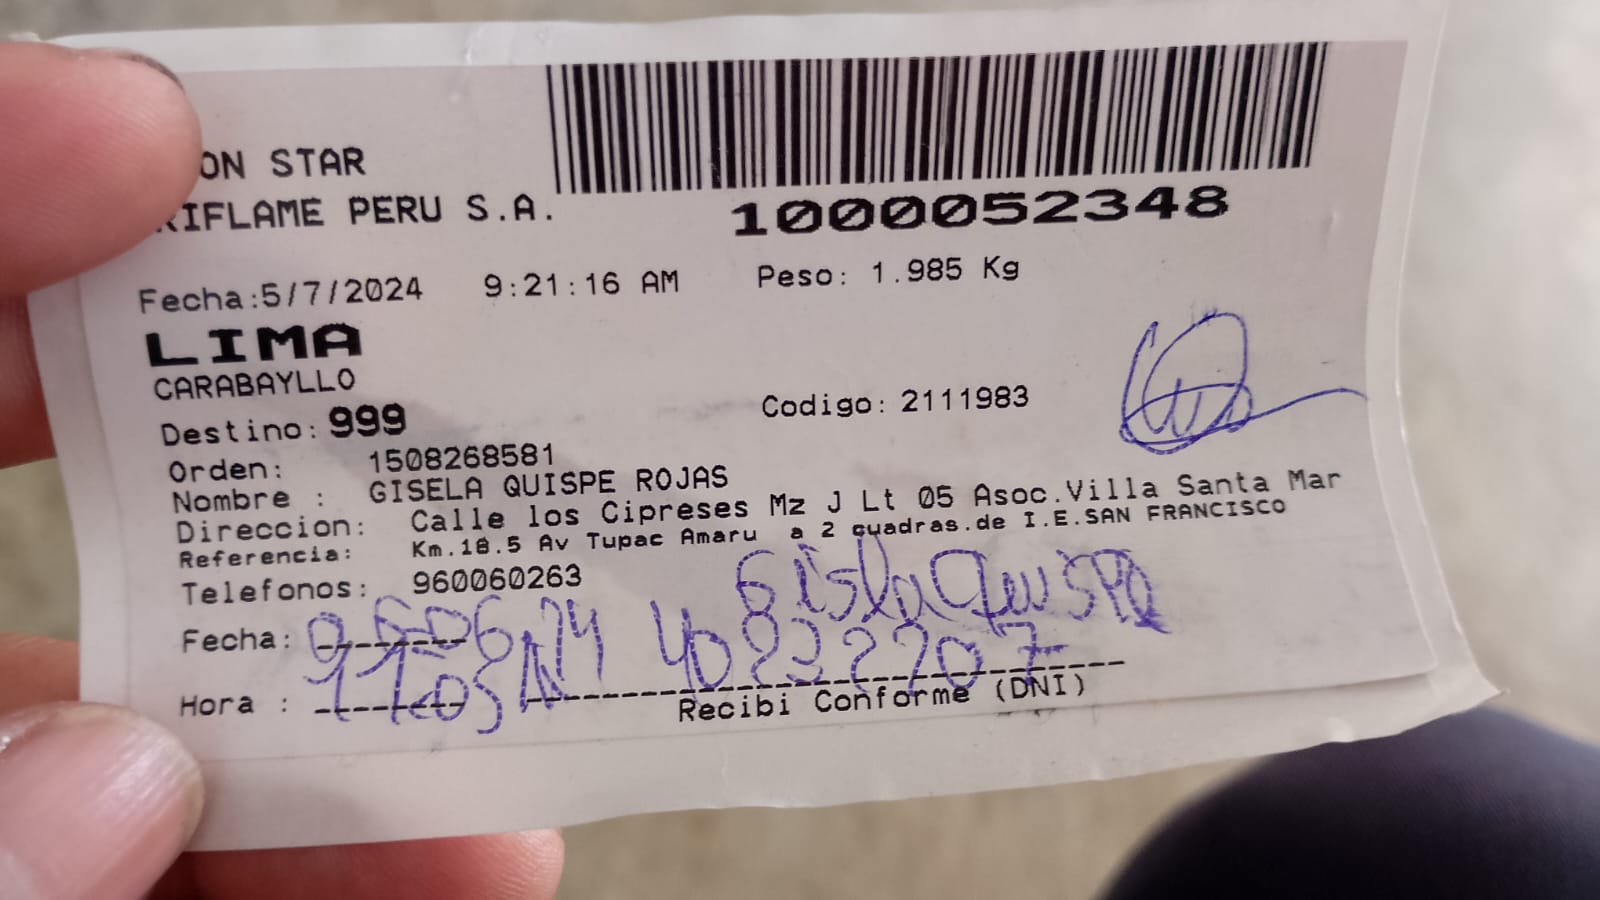 ON STAR
RIFLAME PERU S.A.
1000052348
Fecha:5/7/2024 9:21:16 AM Peso: 1.985 Kg
LIMA
CARABAYLLO
Codigo: 2111983
Destino: 999
Orden: 1508268581
Nombre : GISELA QUISPE ROJAS
Direccion: Calle los Cipreses Mz J Lt 05 Asoc.Villa Santa Mar
Referencia: Km.18.5 Av Tupac Amaru a 2 cuadras.de I.E.SAN FRANCISCO
Telefonos: 960060263
Fecha:
Hora :
Recibi Conforme (DNI)